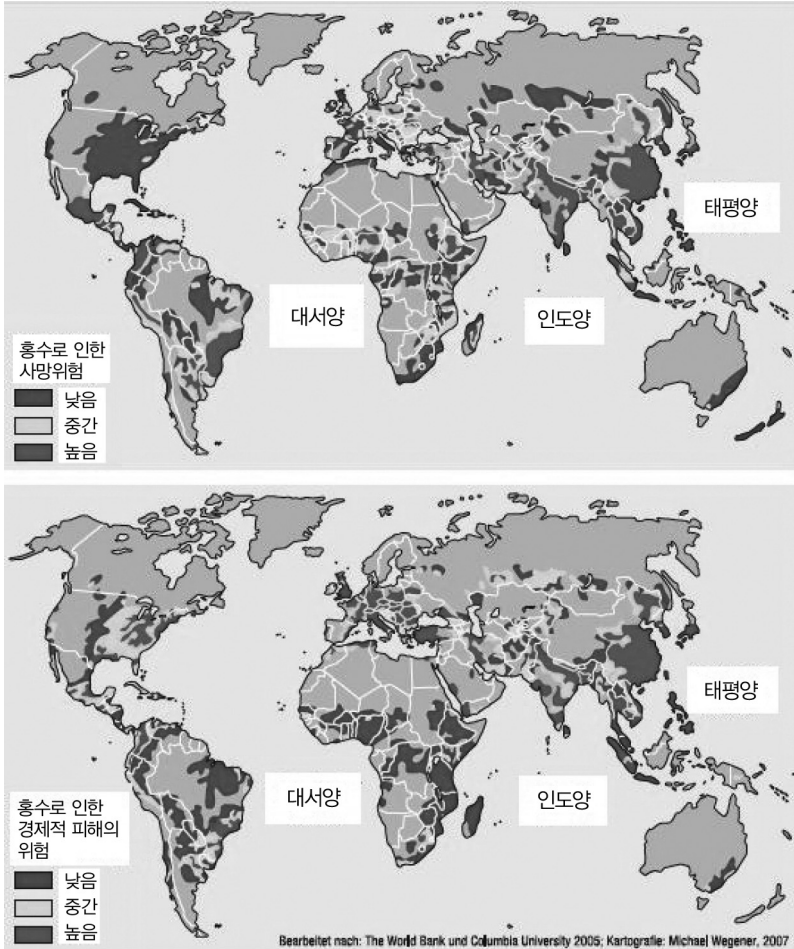 태평양
대서양
인도양
홍수로 인한
사망위험
낮음
중간
높음
태평양
대서양
인도양
홍수로 인한
경제적 피해의
위험
낮음
중간
높음
Bearbeitet nach: The World Bank und Columbia University 2005; Kartografie: Michael Wegener, 2007